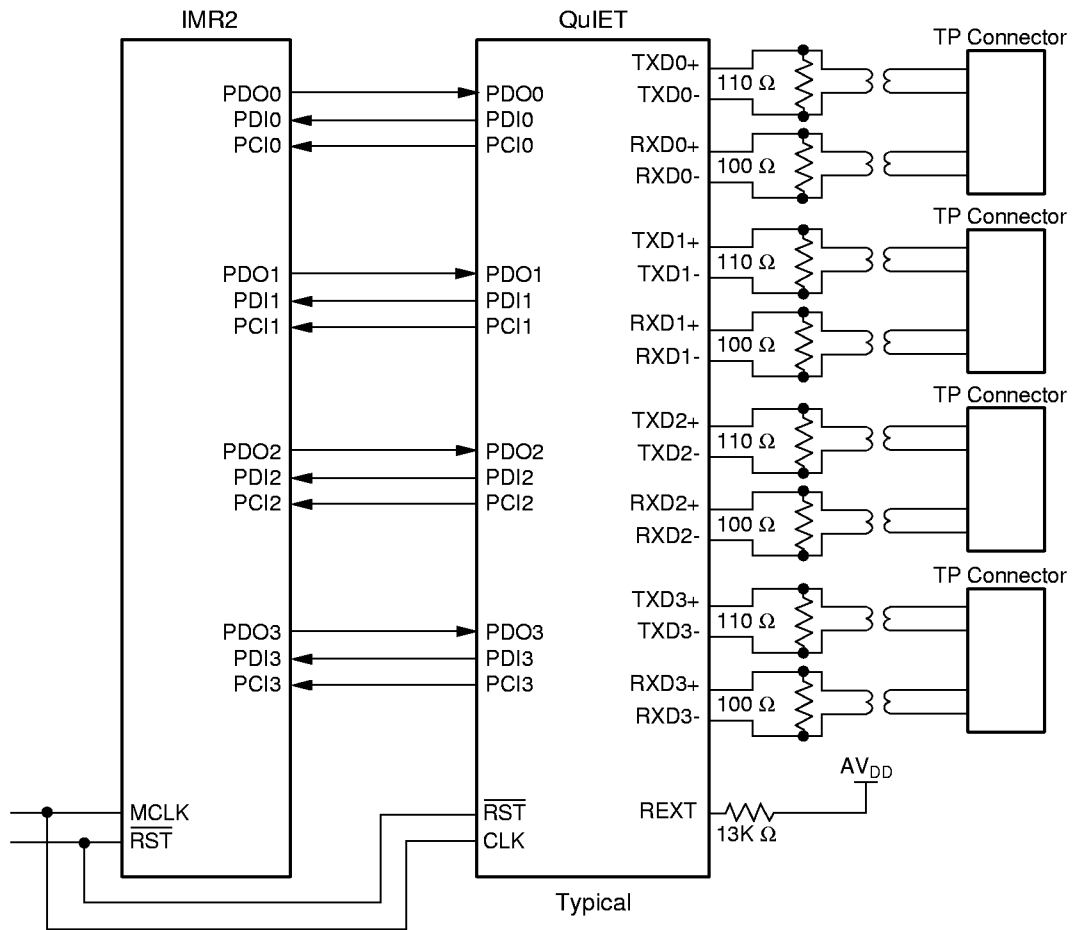 IMR2
QuIET
TP Connector
PDO0
PDI0
PCI0
PDO0
PDI0
PCI0
TXD0+
110 Ω
TXD0-
RXD0+
100 Ω
RXD0-
TP Connector
PDO1
PDI1
PCI1
PDO1
PDI1
PCI1
TXD1+
110 Ω
TXD1-
RXD1+
100 Ω
RXD1-
TP Connector
PDO2
PDI2
PCI2
PDO2
PDI2
PCI2
TXD2+
110 Ω
TXD2-
RXD2+
100 Ω
RXD2-
TP Connector
PDO3
PDI3
PCI3
PDO3
PDI3
PCI3
TXD3+
110 Ω
TXD3-
RXD3+
100 Ω
RXD3-
AVDD
MCLK
RST
RST
CLK
REXT
13K Ω
Typical